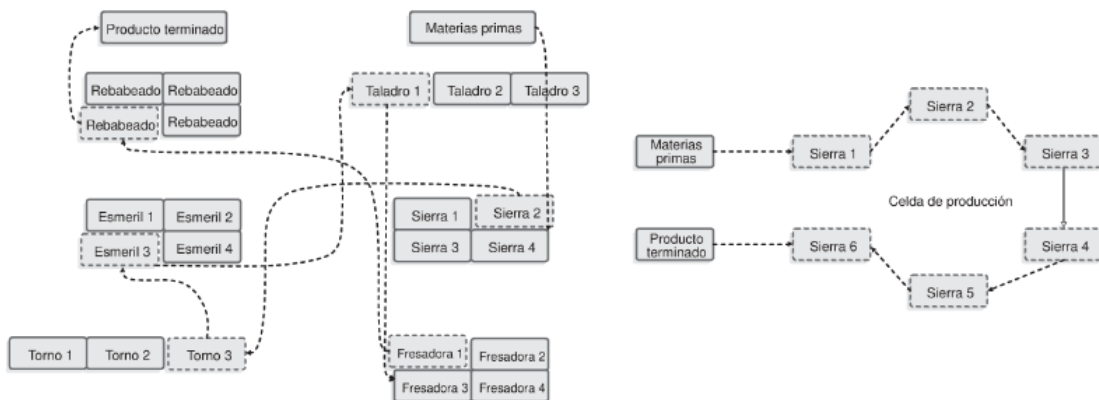 Producto terminado
Materias primas
Rebabeado Rebabeado
Rebabeado Rebabeado
Taladro 1 Taladro 2 Taladro 3
Esmeril 1 Esmeril 2
Esmeril 3 Esmeril 4
Sierra 1 Sierra 2
Sierra 3 Sierra 4
Torno 1 Torno 2 Torno 3
Fresadora 1 Fresadora 2
Fresadora 3 Fresadora 4
Sierra 2
Materias
primas
Sierra 1
Sierra 3
Celda de producción
Producto
terminado
Sierra 6
Sierra 4
Sierra 5